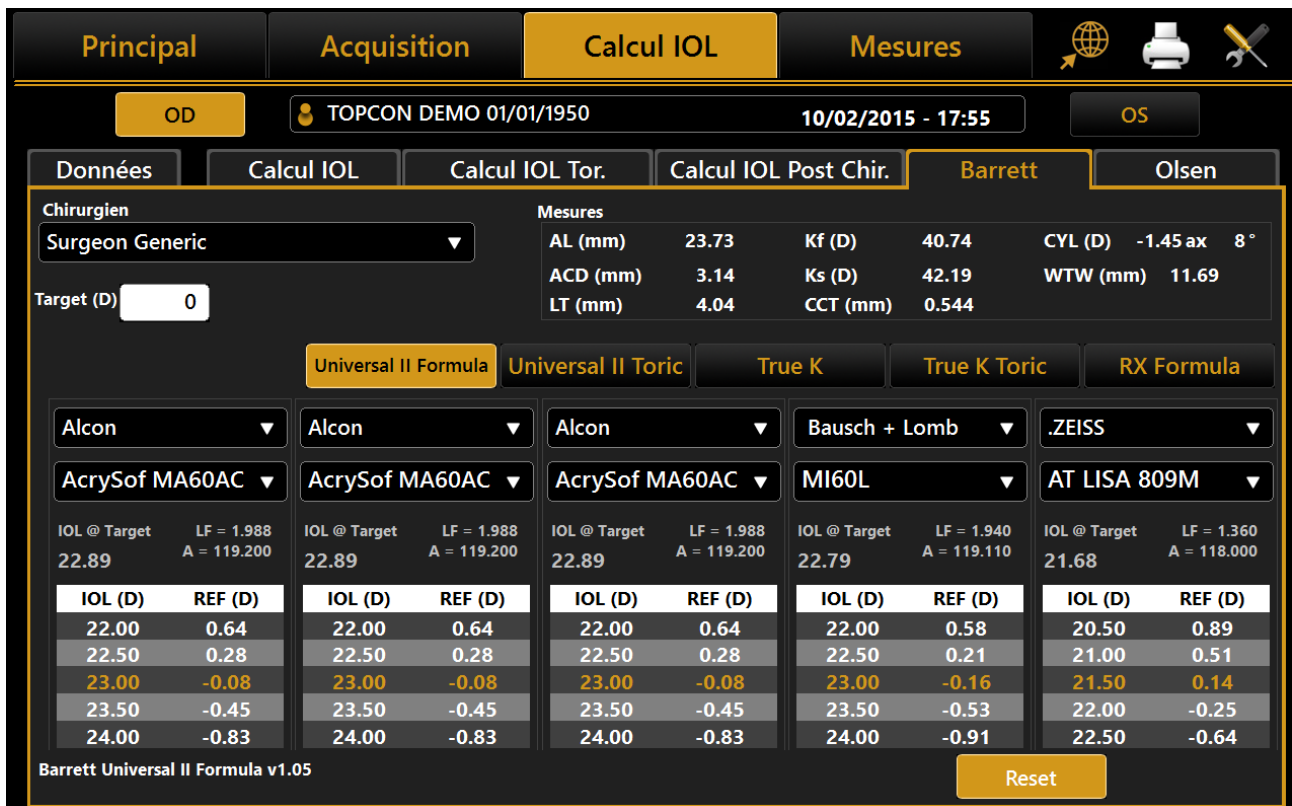 Principal Acquisition Calcul IOL Mesures
OD TOPCON DEMO 01/01/1950 10/02/2015 - 17:55 OS
Données Calcul IOL Calcul IOL Tor. Calcul IOL Post Chir. Barrett Olsen
Chirurgien Mesures
Surgeon Generic AL (mm) 23.73 Kf (D) 40.74 CYL (D) -1.45 ax 8°
ACD (mm) 3.14 Ks (D) 42.19 WTW (mm) 11.69
Target (D) 0 LT (mm) 4.04 CCT (mm) 0.544
Universal II Formula Universal II Toric True K True K Toric RX Formula
Alcon Alcon Alcon Bausch + Lomb .ZEISS
AcrySof MA60AC AcrySof MA60AC AcrySof MA60AC MI60L AT LISA 809M
IOL @ Target LF = 1.988 IOL @ Target LF = 1.988 IOL @ Target LF = 1.988 IOL @ Target LF = 1.940 IOL @ Target LF = 1.360
22.89 A = 119.200 22.89 A = 119.200 22.89 A = 119.200 22.79 A = 119.110 21.68 A = 118.000
IOL (D) REF (D) IOL (D) REF (D) IOL (D) REF (D) IOL (D) REF (D) IOL (D) REF (D)
22.00 0.64 22.00 0.64 22.00 0.64 22.00 0.58 20.50 0.89
22.50 0.28 22.50 0.28 22.50 0.28 22.50 0.21 21.00 0.51
23.00 -0.08 23.00 -0.08 23.00 -0.08 23.00 -0.16 21.50 0.14
23.50 -0.45 23.50 -0.45 23.50 -0.45 23.50 -0.53 22.00 -0.25
24.00 -0.83 24.00 -0.83 24.00 -0.83 24.00 -0.91 22.50 -0.64
Barrett Universal II Formula v1.05 Reset